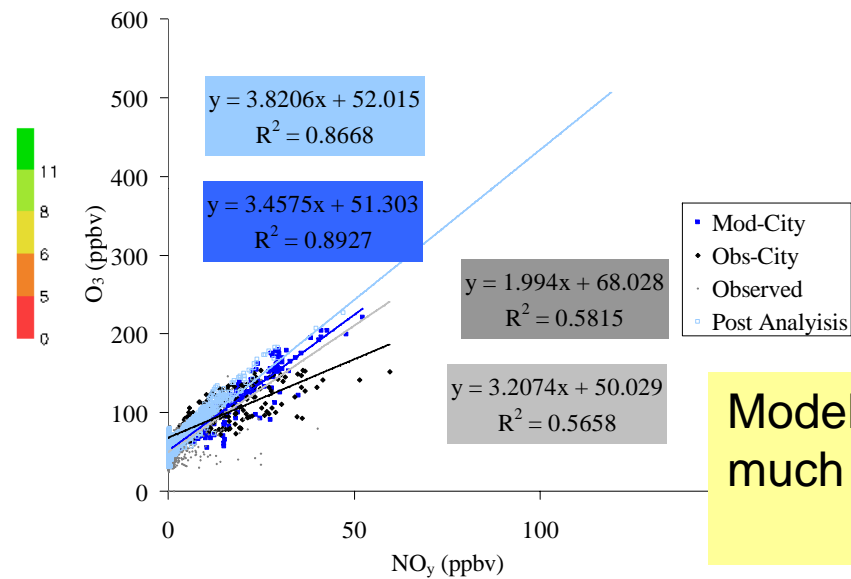 600
500
400
300
200
100
0
O3 (ppbv)
0
50
100
NOy (ppbv)
11
8
6
5
0
y = 3.8206x + 52.015
R² = 0.8668
y = 3.4575x + 51.303
R² = 0.8927
y = 1.994x + 68.028
R² = 0.5815
y = 3.2074x + 50.029
R² = 0.5658
Mod-City
Obs-City
Observed
Post Analyisis
Model
much